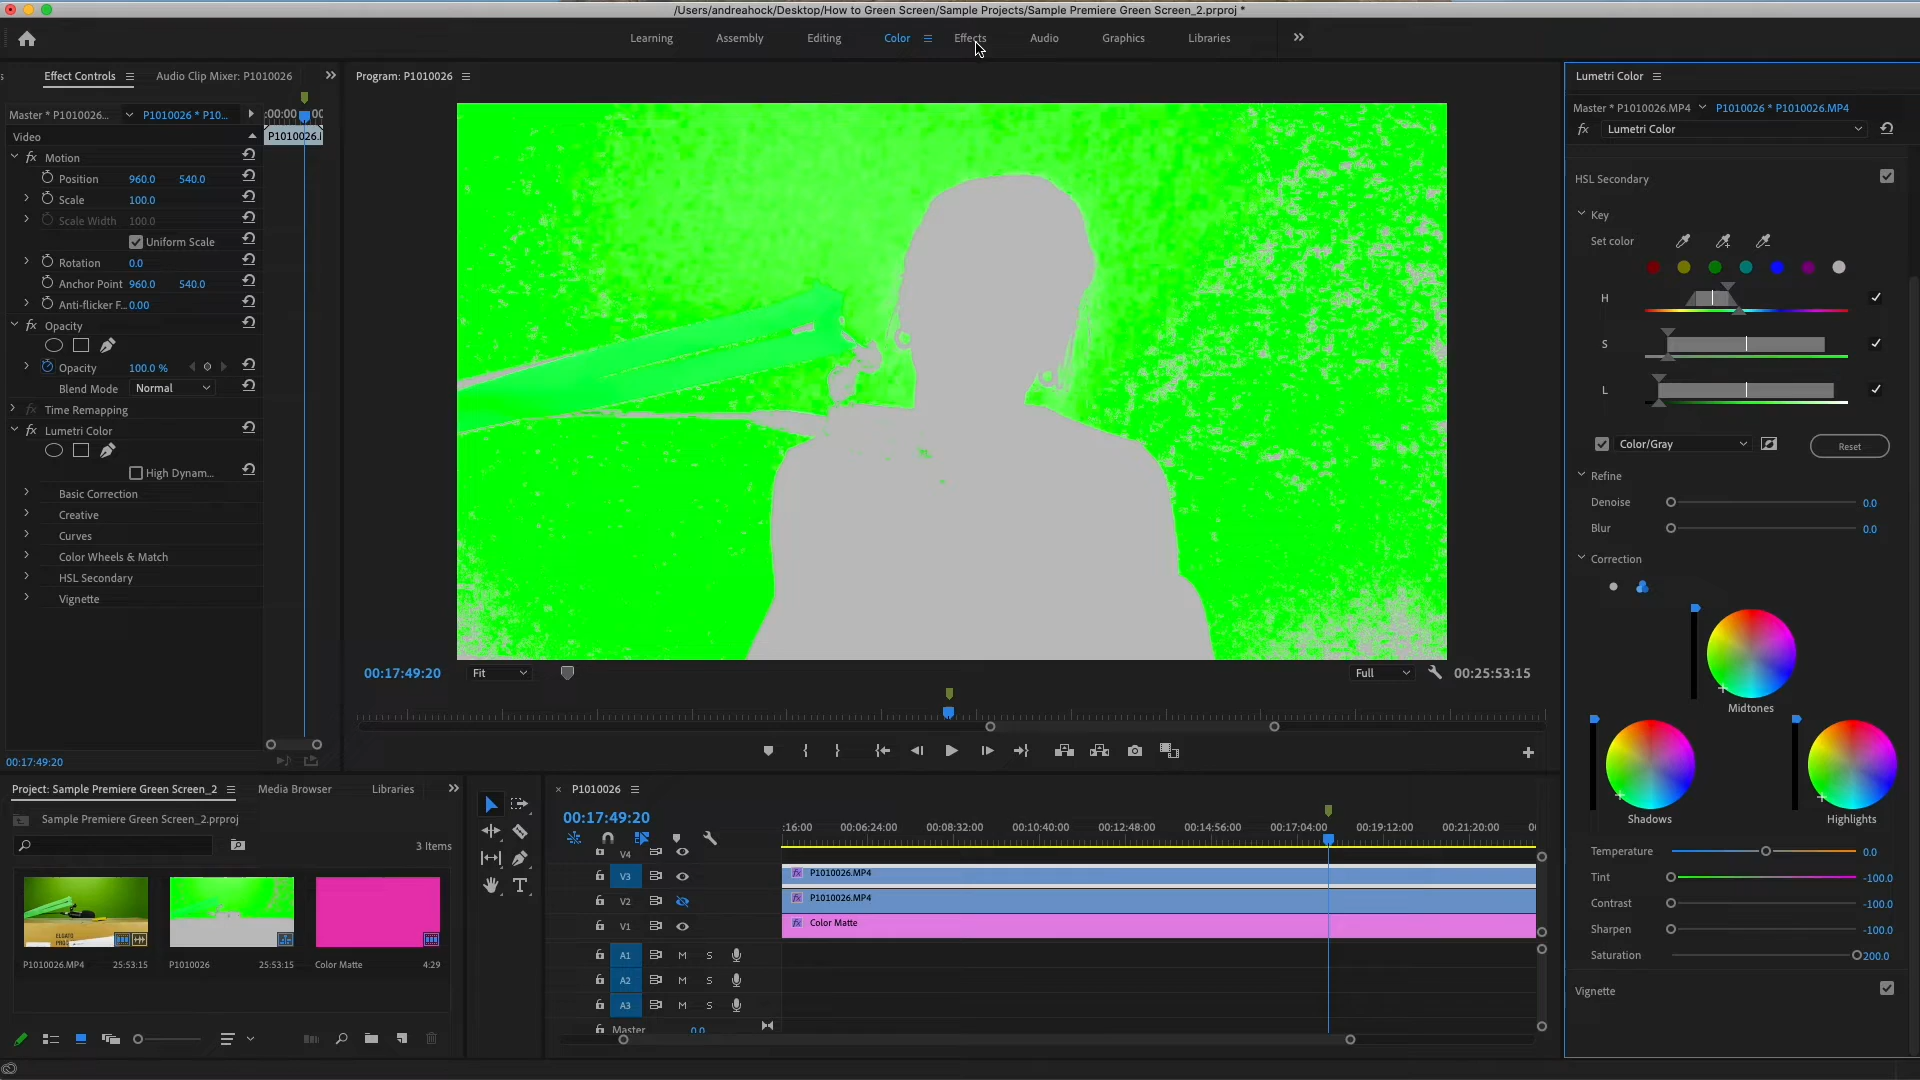 /Users/andreahock/Desktop/How to Green Screen/Sample Projects/Sample Premiere Green Screen_2.prproj *
Learning Assembly Editing Color Effects Audio Graphics Libraries
Effect Controls Audio Clip Mixer: P1010026
Master * P1010026... P1010026 * P10...
:00:00 00
Video
P1010026.I
Motion
Position 960.0 540.0
Scale 100.0
Scale Width 100.0
Uniform Scale
Rotation 0.0
Anchor Point 960.0 540.0
Anti-flicker F... 0.00
Opacity
Opacity 100.0 %
Blend Mode Normal
Time Remapping
Lumetri Color
High Dynam...
Basic Correction
Creative
Curves
Color Wheels & Match
HSL Secondary
Vignette
00:17:49:20
Program: P1010026
00:17:49:20 Fit Full 00:25:53:15
Lumetri Color
Master * P1010026.MP4 P1010026 * P1010026.MP4
fx Lumetri Color
HSL Secondary
Key
Set color
H
S
L
Color/Gray Reset
Refine
Denoise 0.0
Blur 0.0
Correction
Midtones
Shadows Highlights
Temperature 0.0
Tint -100.0
Contrast -100.0
Sharpen -100.0
Saturation 200.0
Vignette
Project: Sample Premiere Green Screen_2 Media Browser Libraries
Sample Premiere Green Screen_2.prproj
3 Items
ELGATO
P1010026.MP4 25:53:15 P1010026 25:53:15 Color Matte 4:29
P1010026
00:17:49:20
:16:00 00:06:24:00 00:08:32:00 00:10:40:00 00:12:48:00 00:14:56:00 00:17:04:00 00:19:12:00 00:21:20:00
V4
V3 fx P1010026.MP4
V2 fx P1010026.MP4
V1 fx Color Matte
A1 M S
A2 M S
A3 M S
Master 0.0